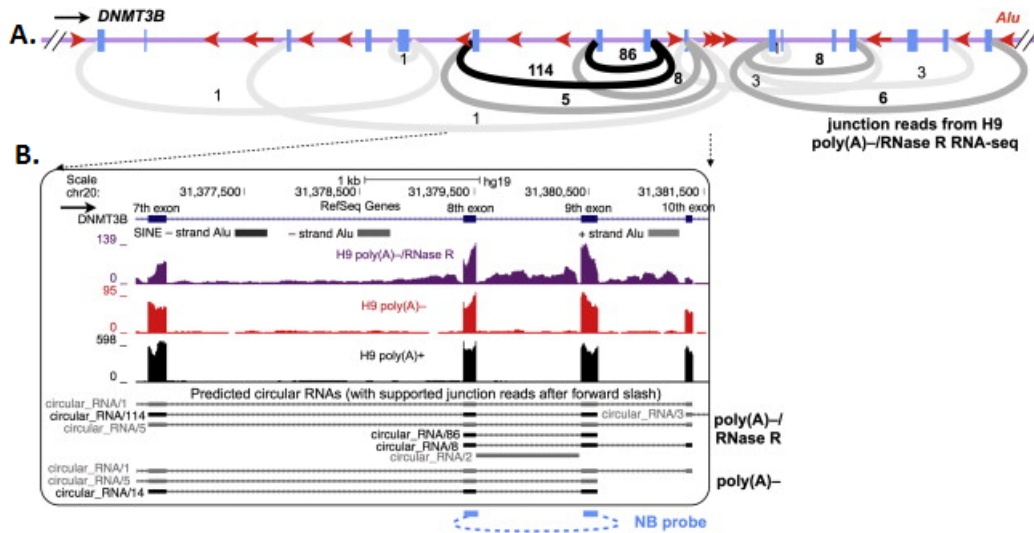 DNMT3B
Alu
A.
1
86
114
8
8
1
3
3
1
5
6
1
junction reads from H9
poly(A)–/RNase R RNA-seq
B.
Scale
1 kb
hg19
chr20:
31,377,500
31,378,500
31,379,500
31,380,500
31,381,500
7th exon
RefSeq Genes
8th exon
9th exon
10th exon
DNMT3B
SINE – strand Alu
– strand Alu
+ strand Alu
139
H9 poly(A)–/RNase R
0
95
H9 poly(A)–
0
598
H9 poly(A)+
0
Predicted circular RNAs (with supported junction reads after forward slash)
circular_RNA/1
circular_RNA/114
circular_RNA/3
circular_RNA/5
poly(A)–/
RNase R
circular_RNA/86
circular_RNA/8
circular_RNA/2
circular_RNA/1
circular_RNA/5
poly(A)–
circular_RNA/14
NB probe